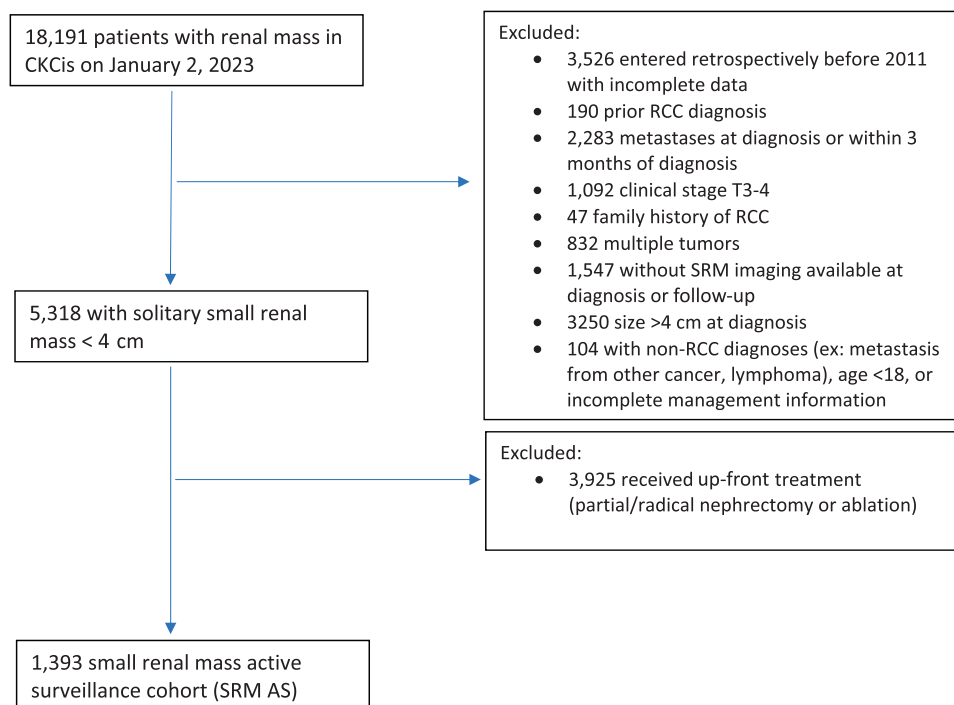 18,191 patients with renal mass in
CKCis on January 2, 2023
Excluded:
• 3,526 entered retrospectively before 2011
with incomplete data
• 190 prior RCC diagnosis
• 2,283 metastases at diagnosis or within 3
months of diagnosis
• 1,092 clinical stage T3-4
• 47 family history of RCC
• 832 multiple tumors
• 1,547 without SRM imaging available at
diagnosis or follow-up
• 3250 size >4 cm at diagnosis
• 104 with non-RCC diagnoses (ex: metastasis
from other cancer, lymphoma), age <18, or
incomplete management information
5,318 with solitary small renal
mass < 4 cm
Excluded:
• 3,925 received up-front treatment
(partial/radical nephrectomy or ablation)
1,393 small renal mass active
surveillance cohort (SRM AS)